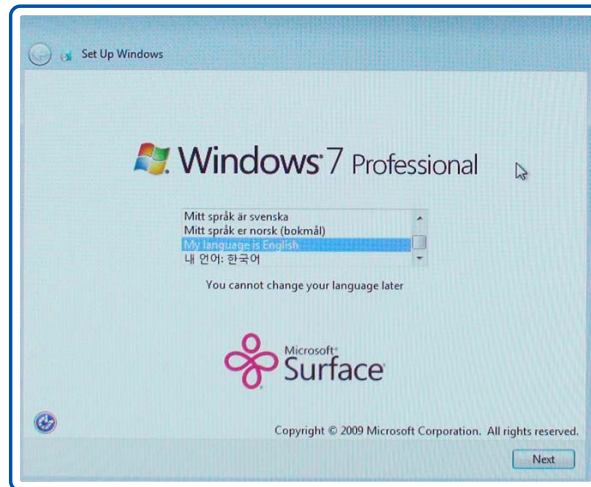 Set Up Windows
Windows 7 Professional
Mitt språk är svenska
Mitt språk er norsk (bokmål)
My language is English
내 언어: 한국어
You cannot change your language later
Microsoft®
Surface
Copyright © 2009 Microsoft Corporation. All rights reserved.
Next